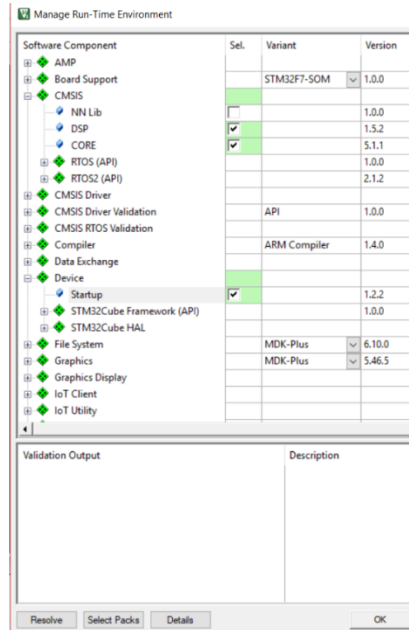 Manage Run-Time Environment
Software Component Sel. Variant Version
AMP
Board Support STM32F7-SOM 1.0.0
CMSIS
NN Lib 1.0.0
DSP 1.5.2
CORE 5.1.1
RTOS (API) 1.0.0
RTOS2 (API) 2.1.2
CMSIS Driver
CMSIS Driver Validation API 1.0.0
CMSIS RTOS Validation
Compiler ARM Compiler 1.4.0
Data Exchange
Device
Startup 1.2.2
STM32Cube Framework (API) 1.0.0
STM32Cube HAL
File System MDK-Plus 6.10.0
Graphics MDK-Plus 5.46.5
Graphics Display
IoT Client
IoT Utility
Validation Output Description
Resolve Select Packs Details OK